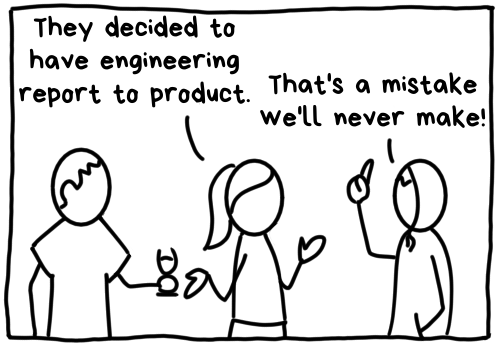 They decided to
have engineering
report to product.
That's a mistake
we'll never make!